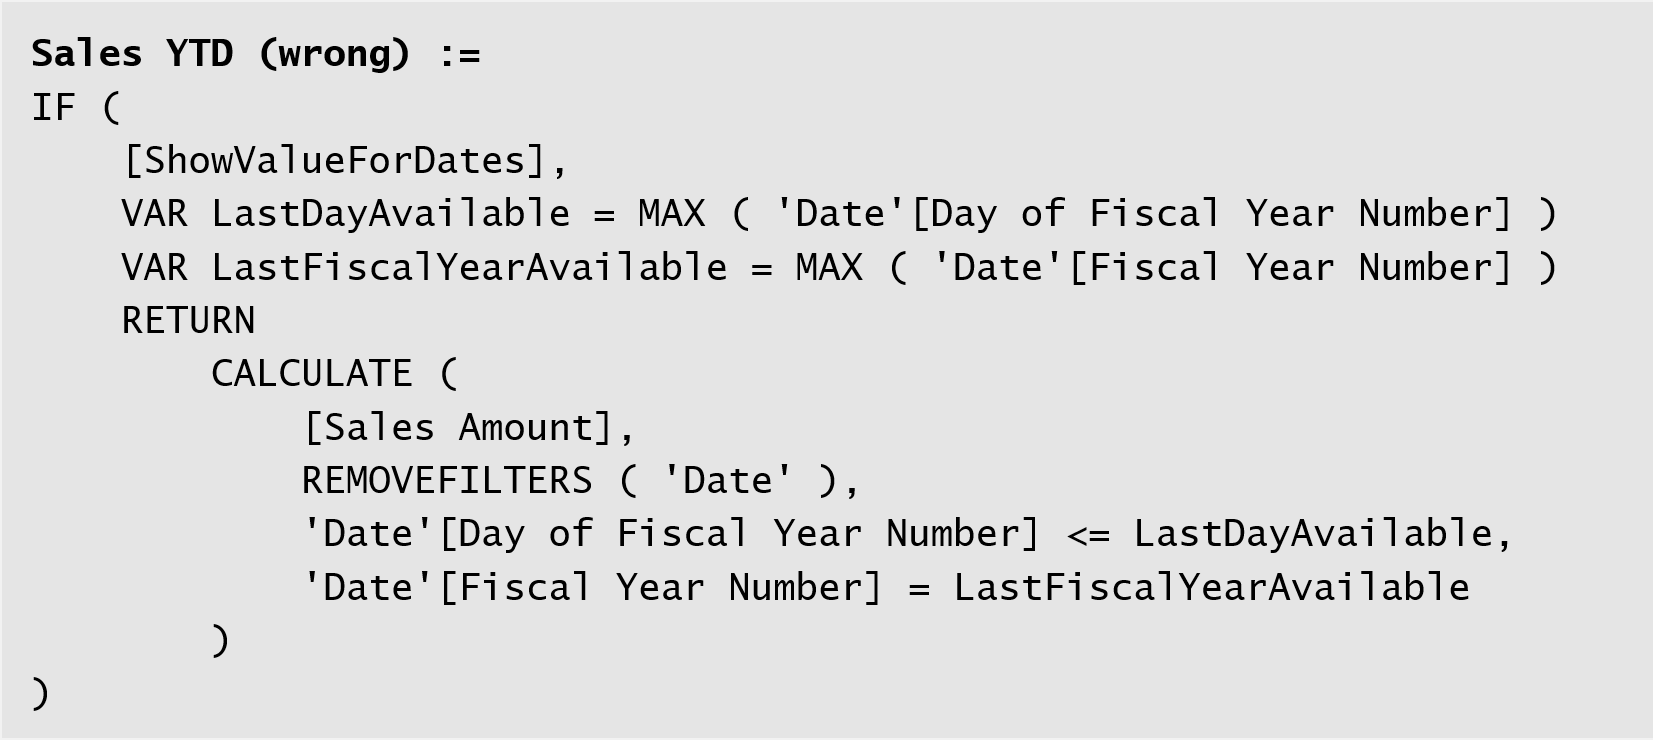 Sales YTD (wrong) :=
IF (
    [ShowValueForDates],
    VAR LastDayAvailable = MAX ( 'Date'[Day of Fiscal Year Number] )
    VAR LastFiscalYearAvailable = MAX ( 'Date'[Fiscal Year Number] )
    RETURN
        CALCULATE (
            [Sales Amount],
            REMOVEFILTERS ( 'Date' ),
            'Date'[Day of Fiscal Year Number] <= LastDayAvailable,
            'Date'[Fiscal Year Number] = LastFiscalYearAvailable
        )
)